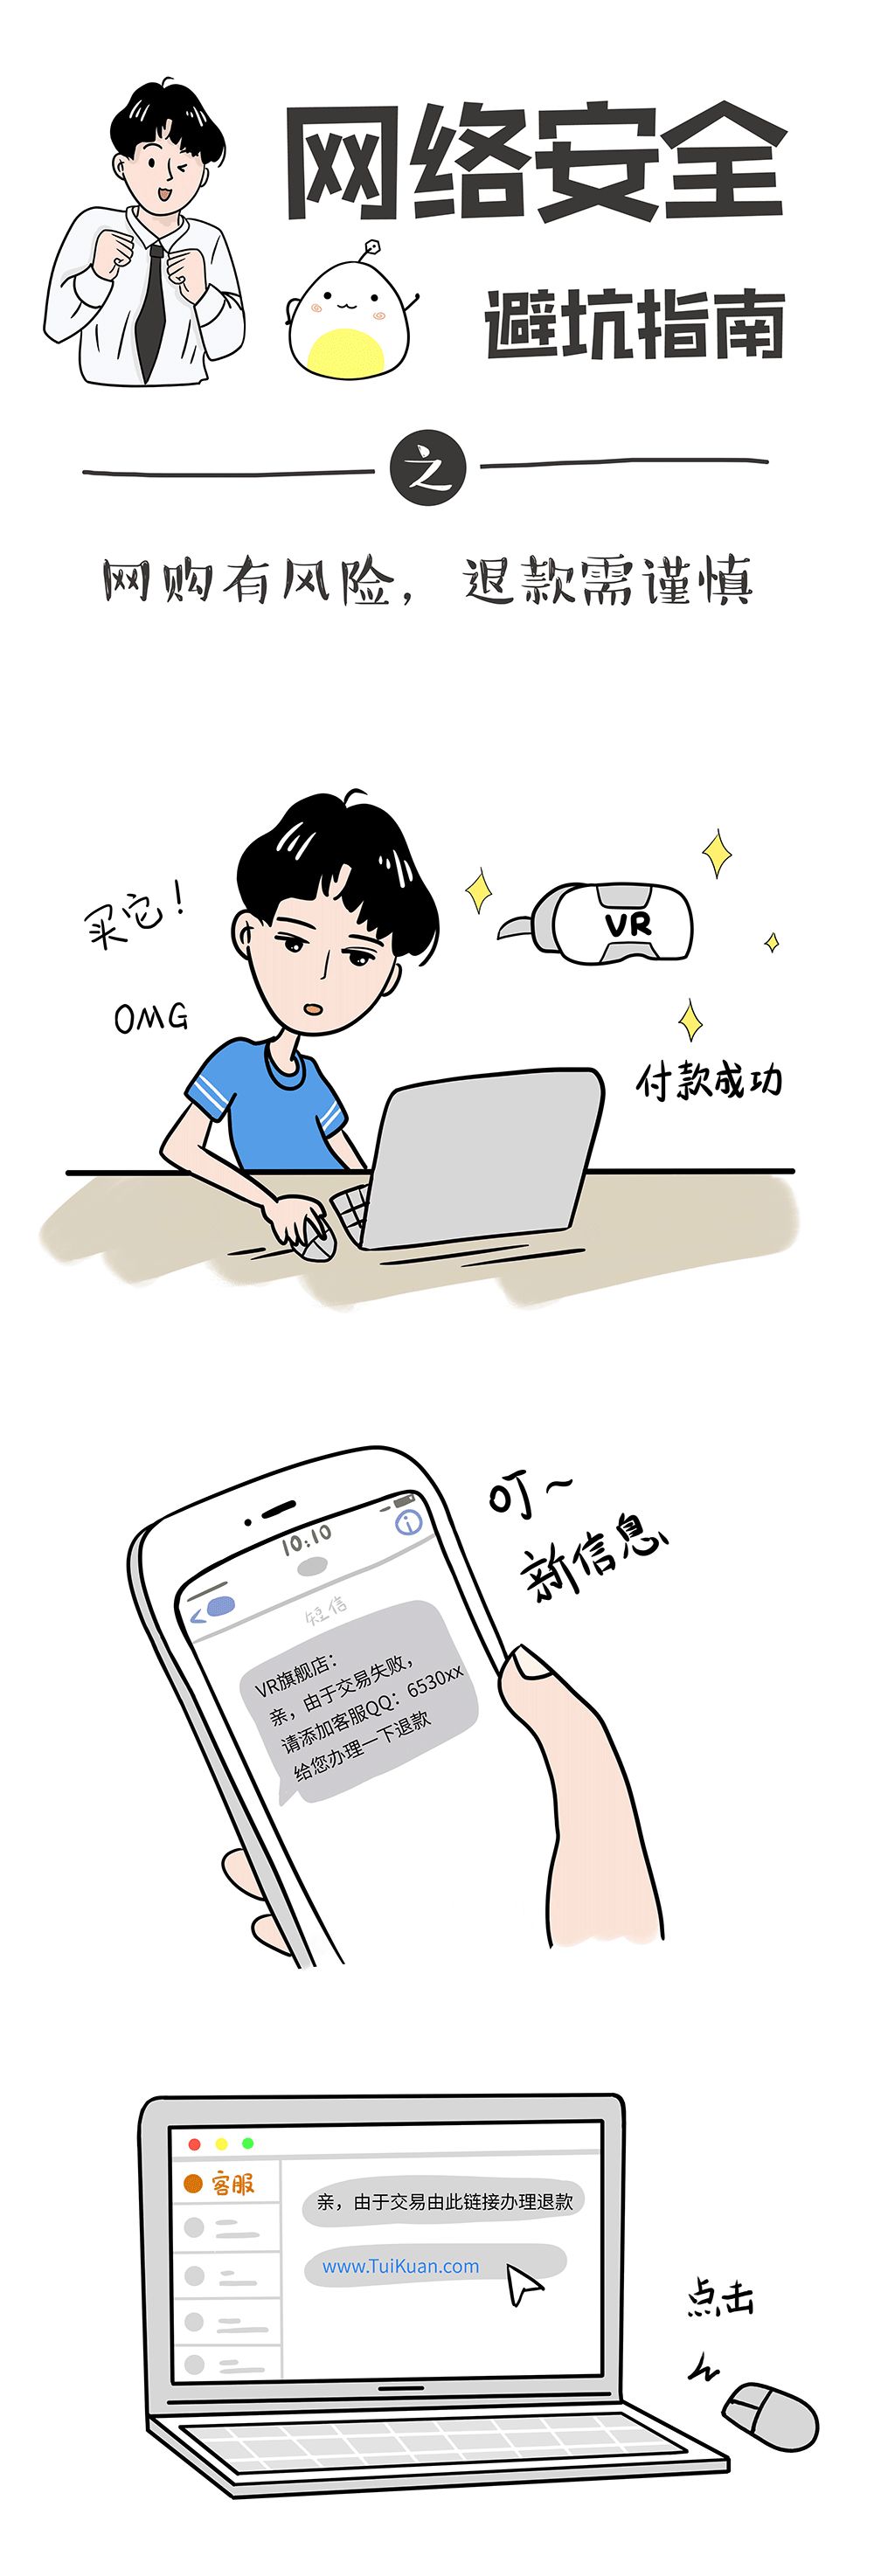 网络安全
避坑指南
之
网购有风险，退款需谨慎
买它！
OMG
VR
付款成功
叮~
新信息
10:10
短信
VR旗舰店：
亲，由于交易失败，
请添加客服QQ：6530xx
给您办理一下退款
客服
亲，由于交易由此链接办理退款
www.TuiKuan.com
点击